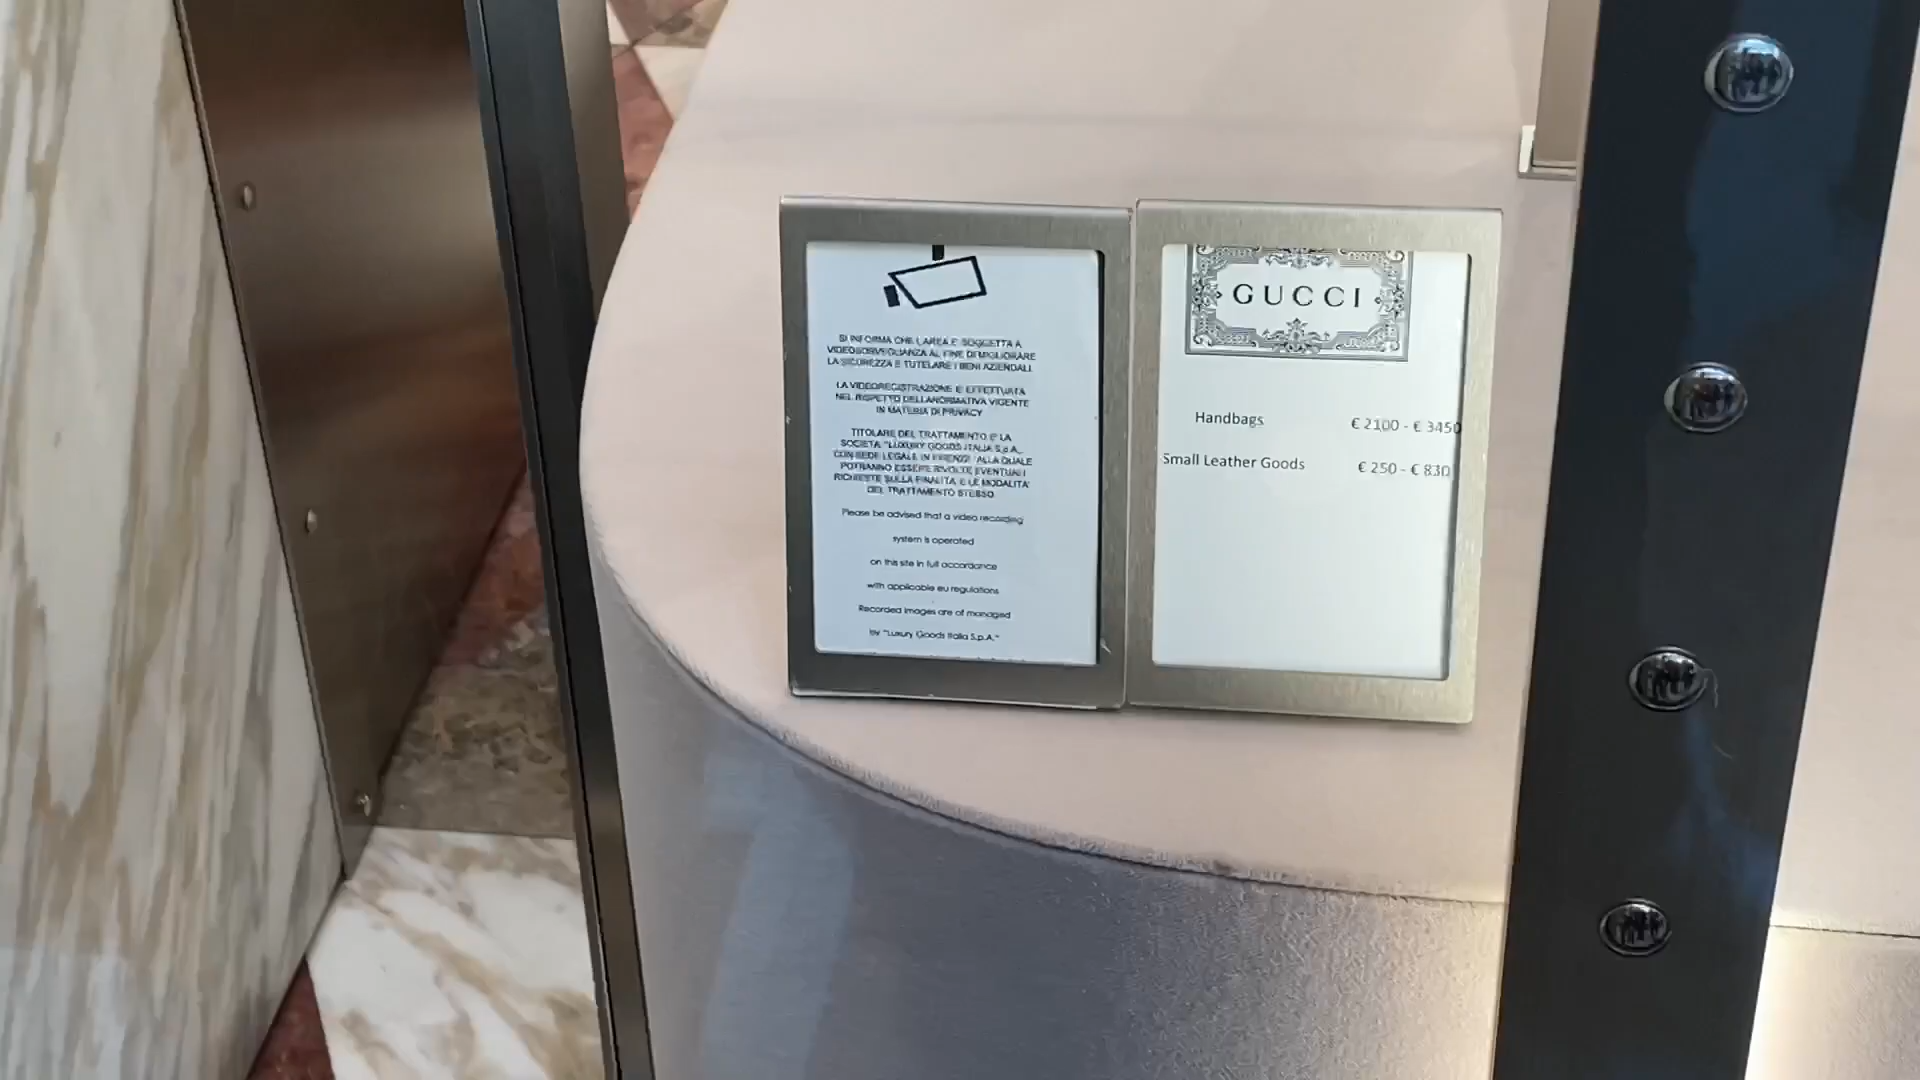 SI INFORMA CHE L'AREA E' SOGGETTA A
VIDEOSORVEGLIANZA AL FINE DI MIGLIORARE
LA SICUREZZA E TUTELARE I BENI AZIENDALI.
LA VIDEOREGISTRAZIONE E' EFFETTUATA
NEL RISPETTO DELLA NORMATIVA VIGENTE
IN MATERIA DI PRIVACY
TITOLARE DEL TRATTAMENTO E' LA
SOCIETA' "LUXURY GOODS ITALIA S.p.A.,
CON SEDE LEGALE IN FIRENZE" ALLA QUALE
POTRANNO ESSERE RIVOLTE EVENTUALI
RICHIESTE SULLA FINALITA' E LE MODALITA'
DEL TRATTAMENTO STESSO
Please be advised that a video recording
system is operated
on this site in full accordance
with applicable eu regulations
Recorded images are of managed
by "Luxury Goods Italia S.p.A."
GUCCI
Handbags € 2100 - € 3450
Small Leather Goods € 250 - € 830